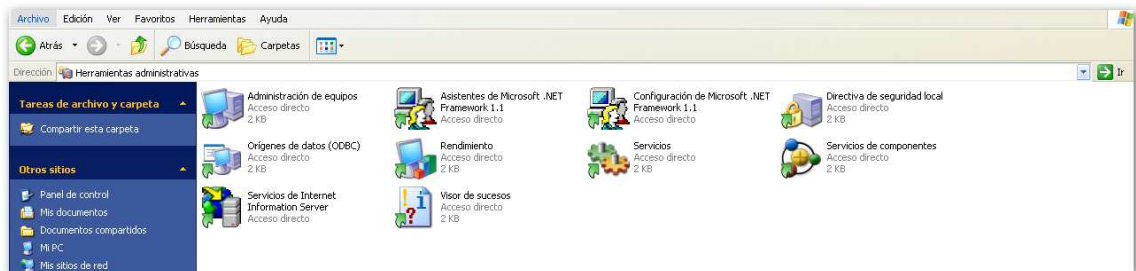 Archivo Edición Ver Favoritos Herramientas Ayuda
Atrás Búsqueda Carpetas
Dirección Herramientas administrativas Ir
Tareas de archivo y carpeta
Compartir esta carpeta
Otros sitios
Panel de control
Mis documentos
Documentos compartidos
Mi PC
Mis sitios de red
Administración de equipos
Acceso directo
2 KB
Asistentes de Microsoft .NET
Framework 1.1
Acceso directo
Configuración de Microsoft .NET
Framework 1.1
Acceso directo
Directiva de seguridad local
Acceso directo
2 KB
Orígenes de datos (ODBC)
Acceso directo
2 KB
Rendimiento
Acceso directo
2 KB
Servicios
Acceso directo
2 KB
Servicios de componentes
Acceso directo
2 KB
Servicios de Internet
Information Server
Acceso directo
Visor de sucesos
Acceso directo
2 KB